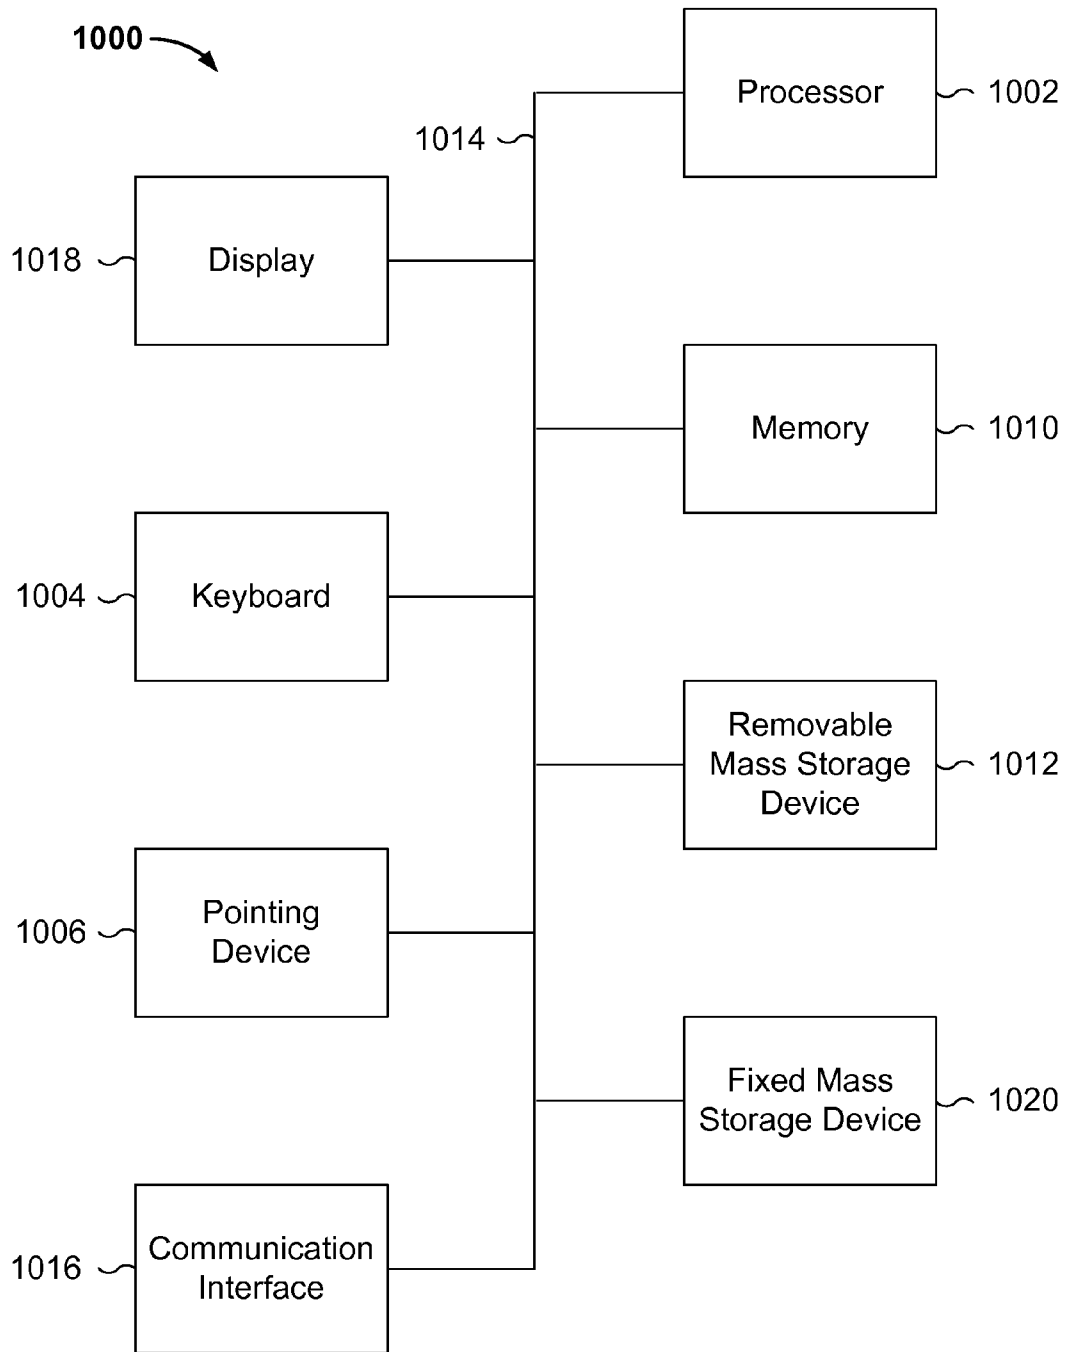 1000
Processor
1002
1014
Display
1018
Memory
1010
Keyboard
1004
Removable
Mass Storage
Device
1012
Pointing
Device
1006
Fixed Mass
Storage Device
1020
Communication
Interface
1016